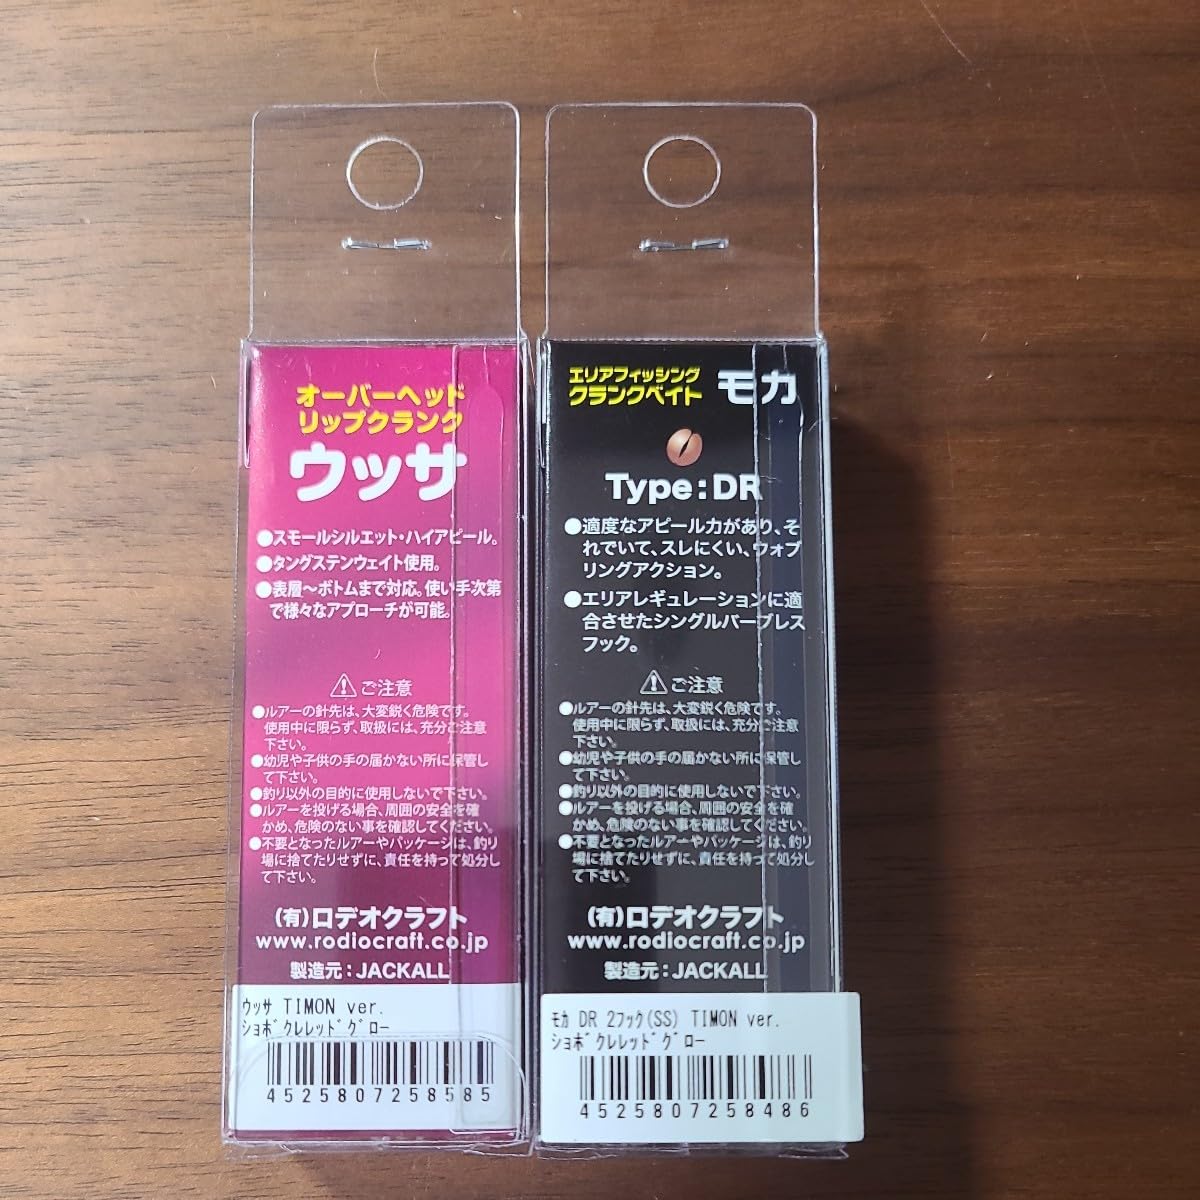 オーバーヘッド
リップクランク
ウッサ
●スモールシルエット・ハイアピール。
●タングステンウェイト使用。
●表層～ボトムまで対応。使い手次第
で様々なアプローチが可能。
⚠ご注意
●ルアーの針先は、大変鋭く危険です。
使用中に限らず、取扱には、充分ご注意
下さい。
●幼児や子供の手の届かない所に保管し
て下さい。
●釣り以外の目的に使用しないで下さい。
●ルアーを投げる場合、周囲の安全を確
かめ、危険のない事を確認してください。
●不要となったルアーやパッケージは、釣り
場に捨てたりせずに、責任を持って処分し
て下さい。
(有)ロデオクラフト
www.rodiocraft.co.jp
製造元：JACKALL
ウッサ TIMON ver.
ショボクレレッドグロー
4525807258585
エリアフィッシング
クランクベイト モカ
Type:DR
●適度なアピール力があり、そ
れでいて、スレにくい、ウォブ
リングアクション。
●エリアレギュレーションに適
合させたシングルバーブレス
フック。
⚠ご注意
●ルアーの針先は、大変鋭く危険です。
使用中に限らず、取扱には、充分ご注意
下さい。
●幼児や子供の手の届かない所に保管し
て下さい。
●釣り以外の目的に使用しないで下さい。
●ルアーを投げる場合、周囲の安全を確
かめ、危険のない事を確認してください。
●不要となったルアーやパッケージは、釣り
場に捨てたりせずに、責任を持って処分し
て下さい。
(有)ロデオクラフト
www.rodiocraft.co.jp
製造元：JACKALL
モカ DR 2フック(SS) TIMON ver.
ショボクレレッドグロー
4525807258486